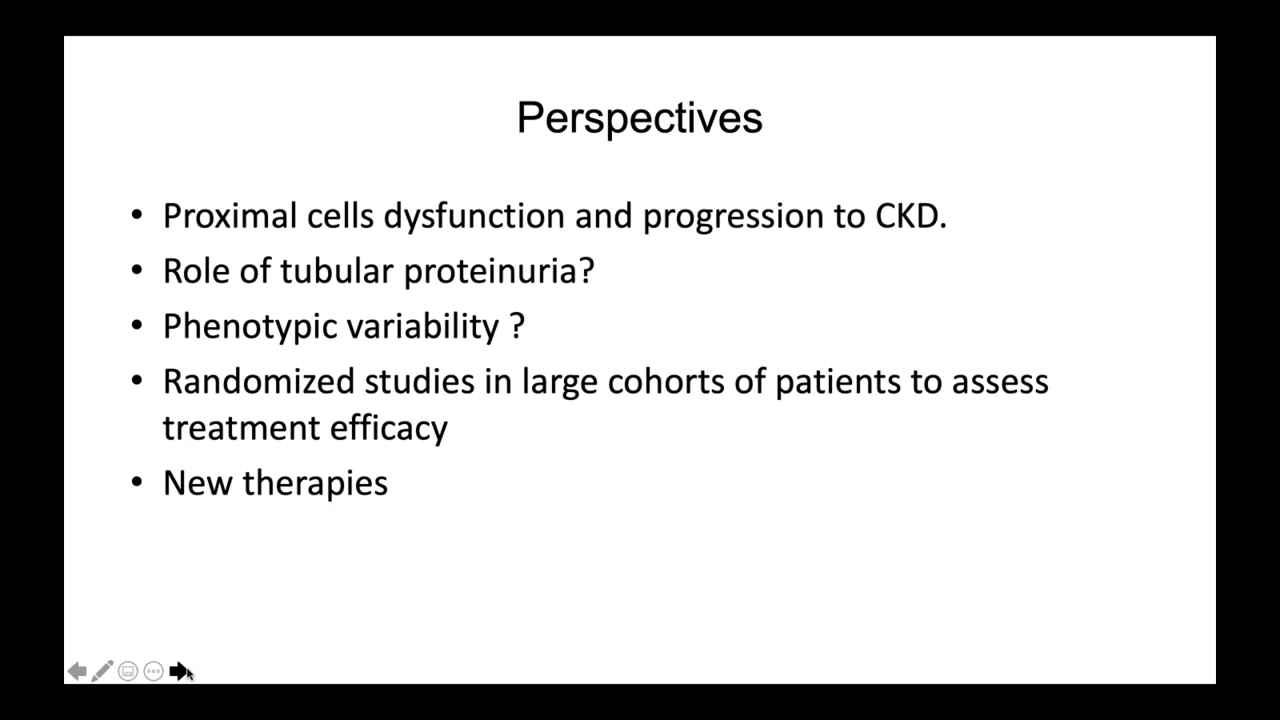 Perspectives
• Proximal cells dysfunction and progression to CKD.
• Role of tubular proteinuria?
• Phenotypic variability ?
• Randomized studies in large cohorts of patients to assess
treatment efficacy
• New therapies